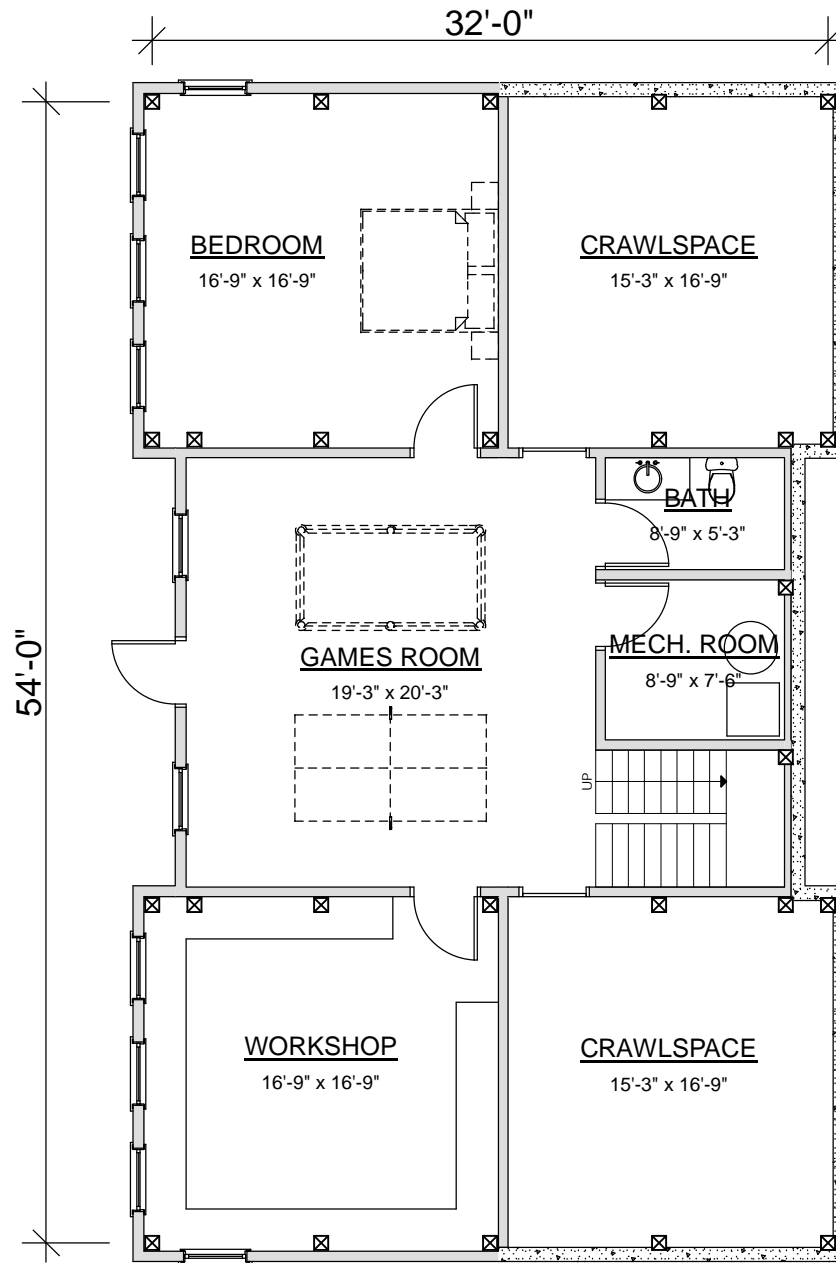 32'-0"
BEDROOM
16'-9" x 16'-9"
CRAWLSPACE
15'-3" x 16'-9"
BATH
8'-9" x 5'-3"
54'-0"
GAMES ROOM
19'-3" x 20'-3"
MECH. ROOM
8'-9" x 7'-6"
UP
WORKSHOP
16'-9" x 16'-9"
CRAWLSPACE
15'-3" x 16'-9"